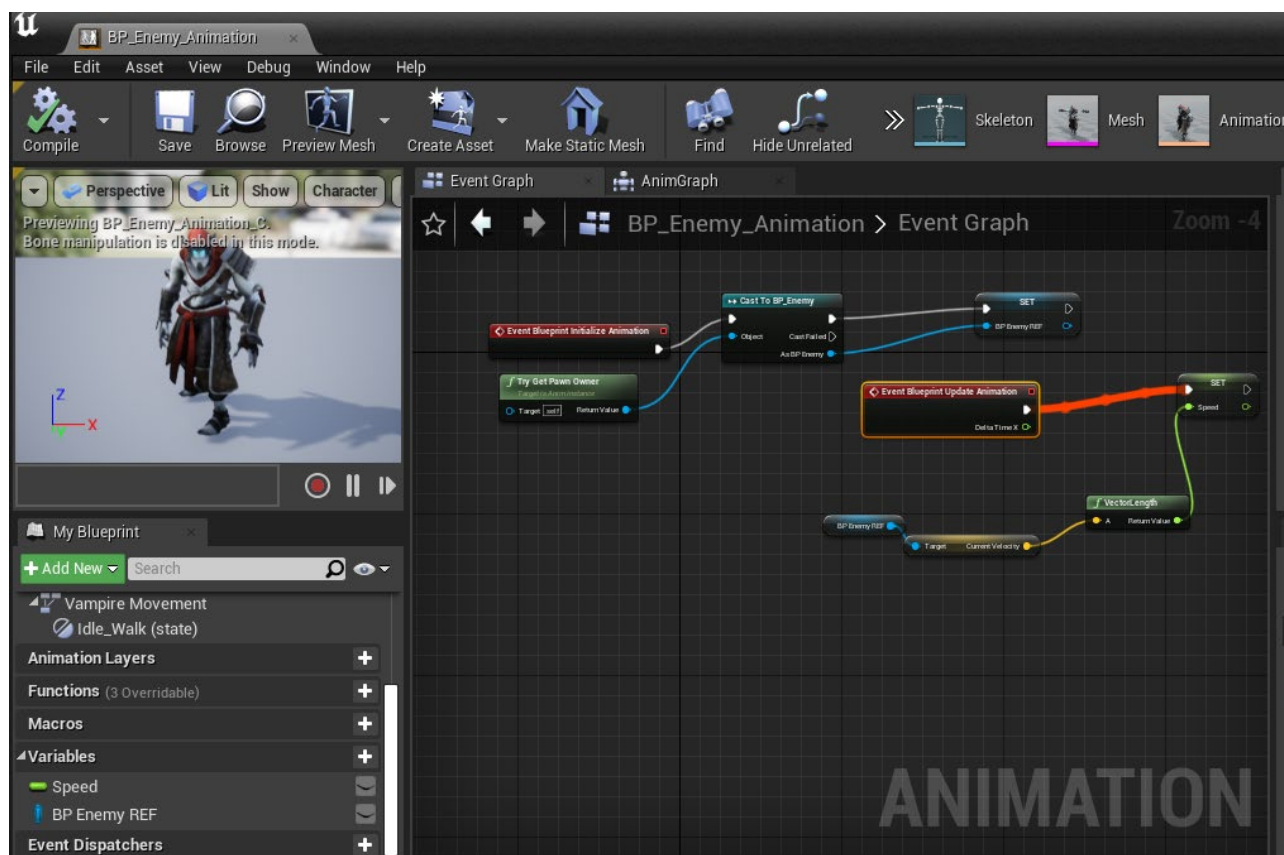 BP_Enemy_Animation
File Edit Asset View Debug Window Help
Compile Save Browse Preview Mesh Create Asset Make Static Mesh Find Hide Unrelated Skeleton Mesh Animation
Perspective Lit Show Character
Previewing BP_Enemy_Animation_C.
Bone manipulation is disabled in this mode.
Z
X
Y
Event Graph AnimGraph
BP_Enemy_Animation > Event Graph Zoom -4
Event Blueprint Initialize Animation
Try Get Pawn Owner
Target is Anim Instance
Target self Return Value
Cast To BP_Enemy
Object Cast Failed
As BP Enemy
SET
BP Enemy REF
Event Blueprint Update Animation
Delta Time X
SET
Speed
VectorLength
A Return Value
BP Enemy REF
Target Current Velocity
ANIMATION
My Blueprint
+ Add New Search
Vampire Movement
Idle_Walk (state)
Animation Layers
Functions (3 Overridable)
Macros
Variables
Speed
BP Enemy REF
Event Dispatchers